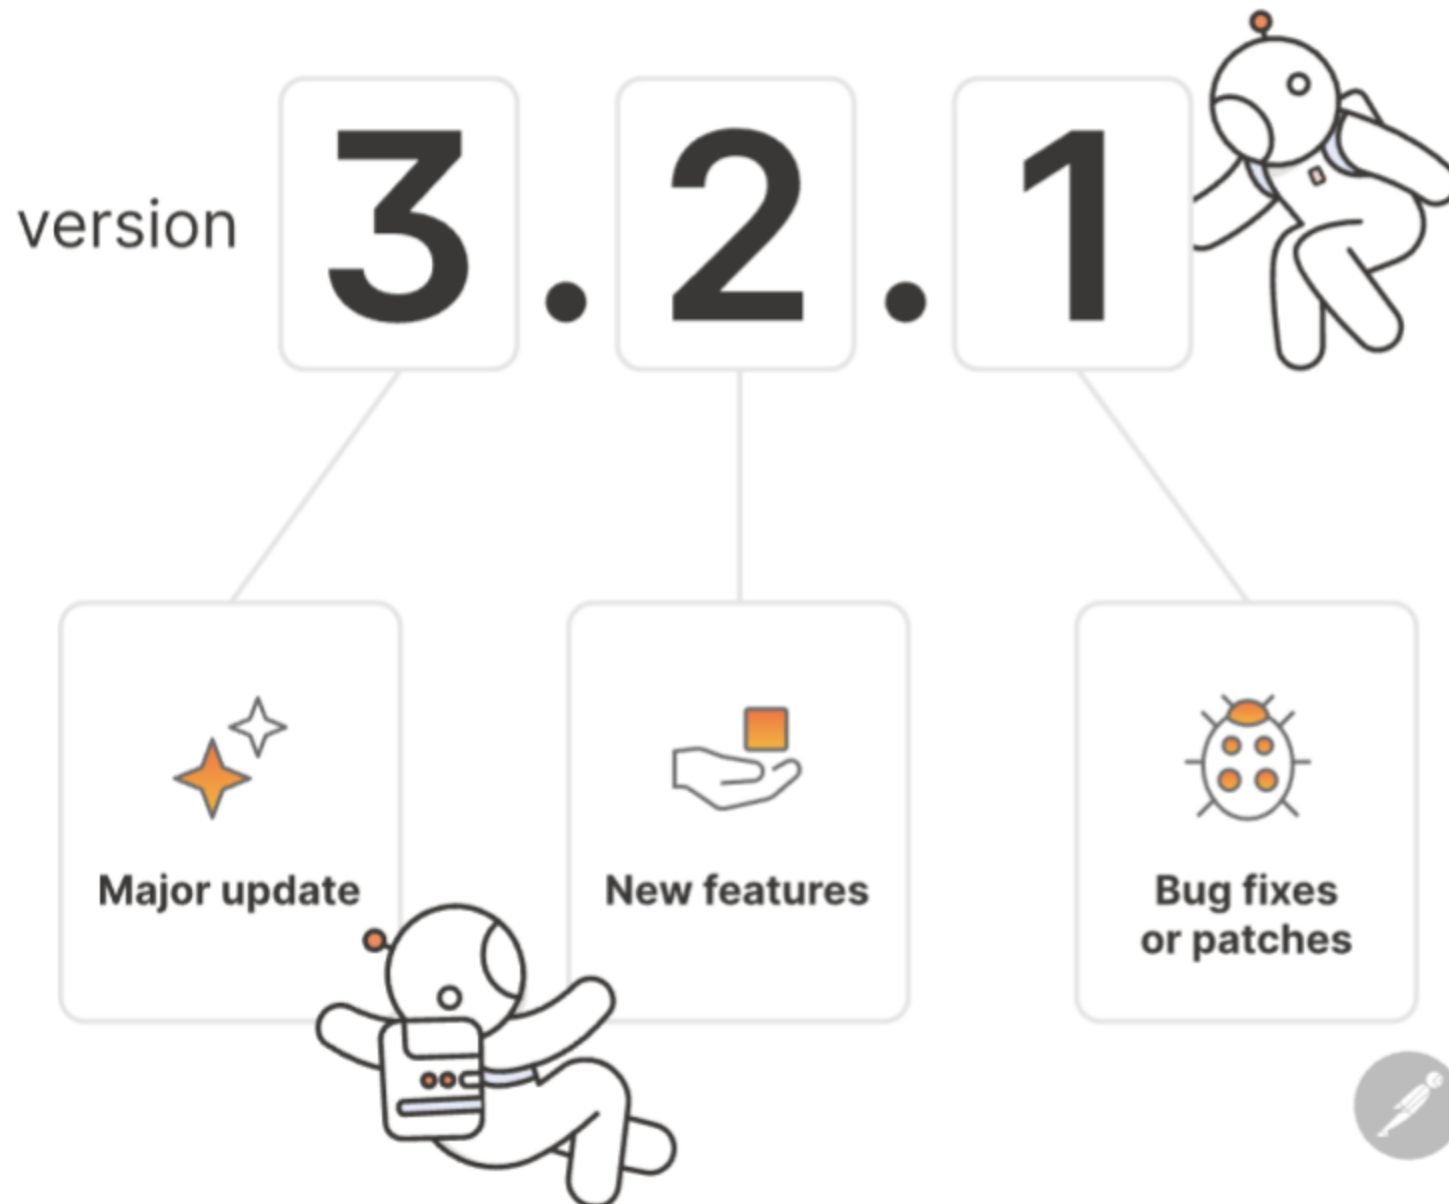 version 3.2.1
Major update
New features
Bug fixes
or patches